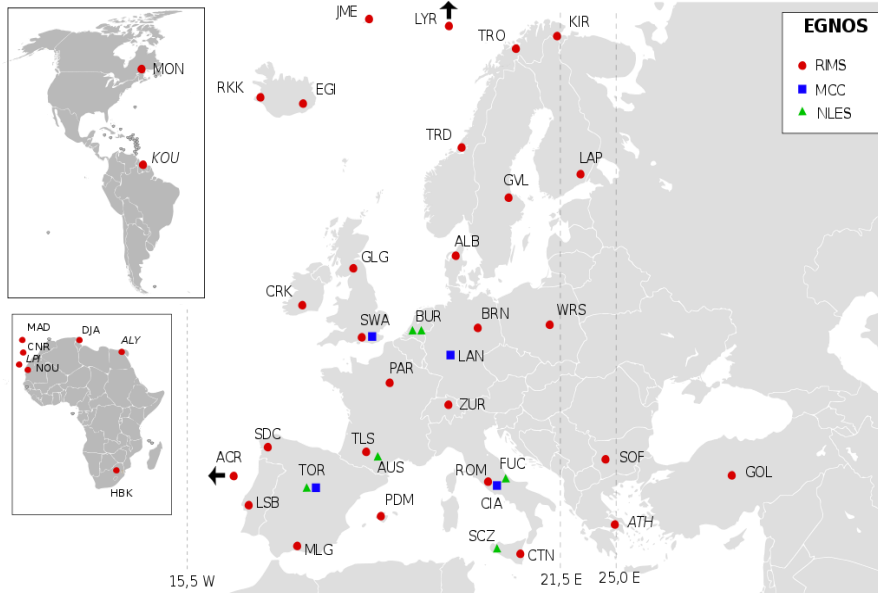 JME
LYR
EGNOS
RIMS
MCC
NLES
MON
KOU
TRO
KIR
RKK
EGI
TRD
LAP
GVL
ALB
GLG
CRK
SWA
BUR
BRN
WRS
LAN
PAR
ZUR
MAD
DJA
ALY
CNR
LPI
NOU
HBK
SDC
TLS
AUS
ACR
TOR
ROM
FUC
CIA
SOF
GOL
LSB
PDM
ATH
SCZ
CTN
MLG
15,5 W
21,5 E
25,0 E